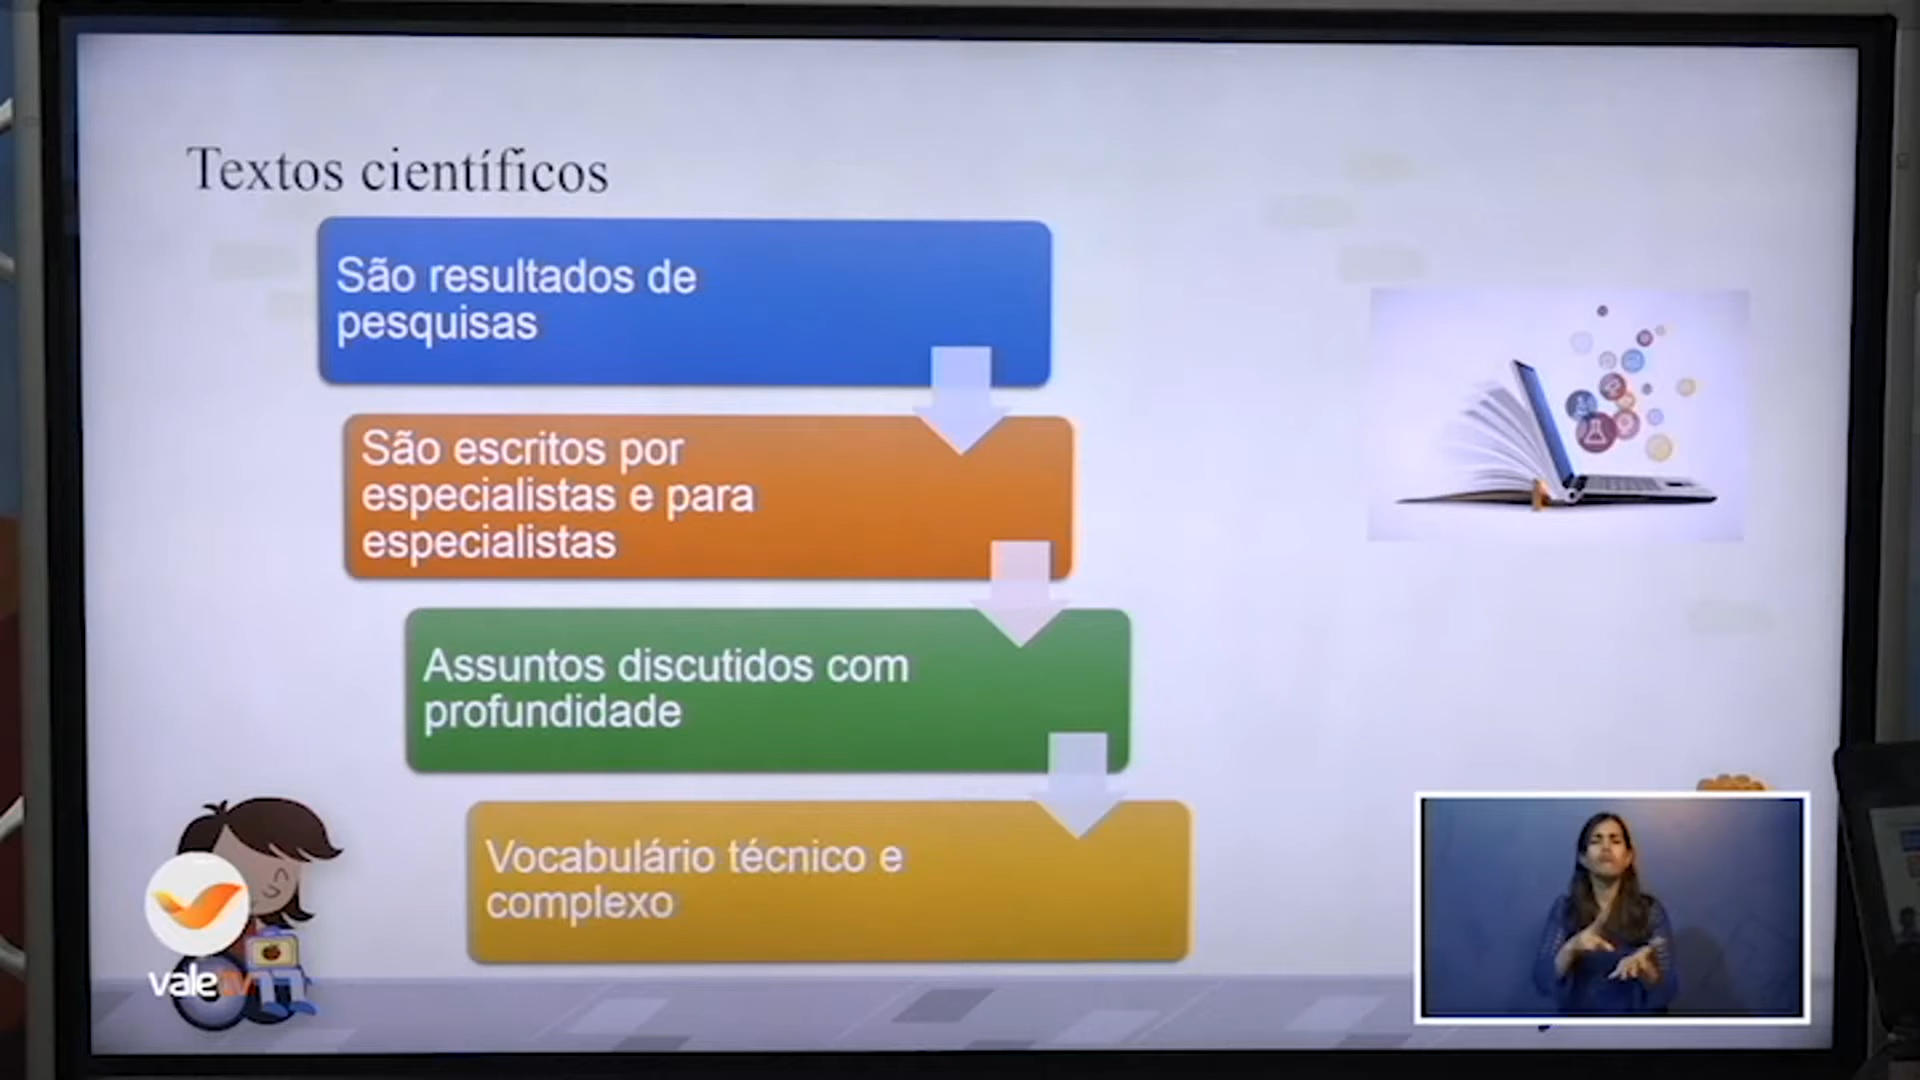 Textos científicos
São resultados de
pesquisas
São escritos por
especialistas e para
especialistas
Assuntos discutidos com
profundidade
Vocabulário técnico e
complexo
valetv